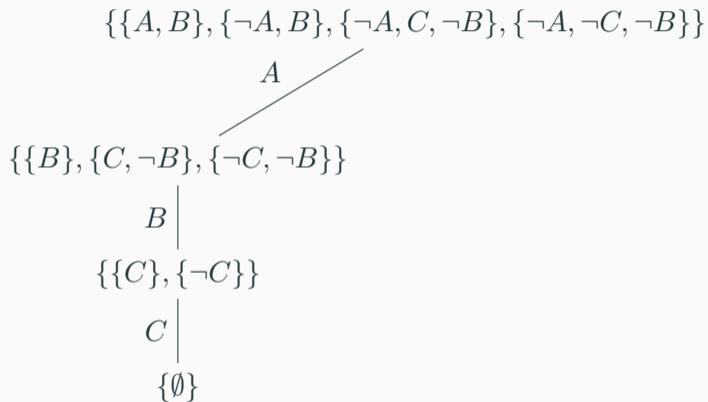 {{A, B}, {¬A, B}, {¬A, C, ¬B}, {¬A, ¬C, ¬B}}
A
{{B}, {C, ¬B}, {¬C, ¬B}}
B
{{C}, {¬C}}
C
{∅}